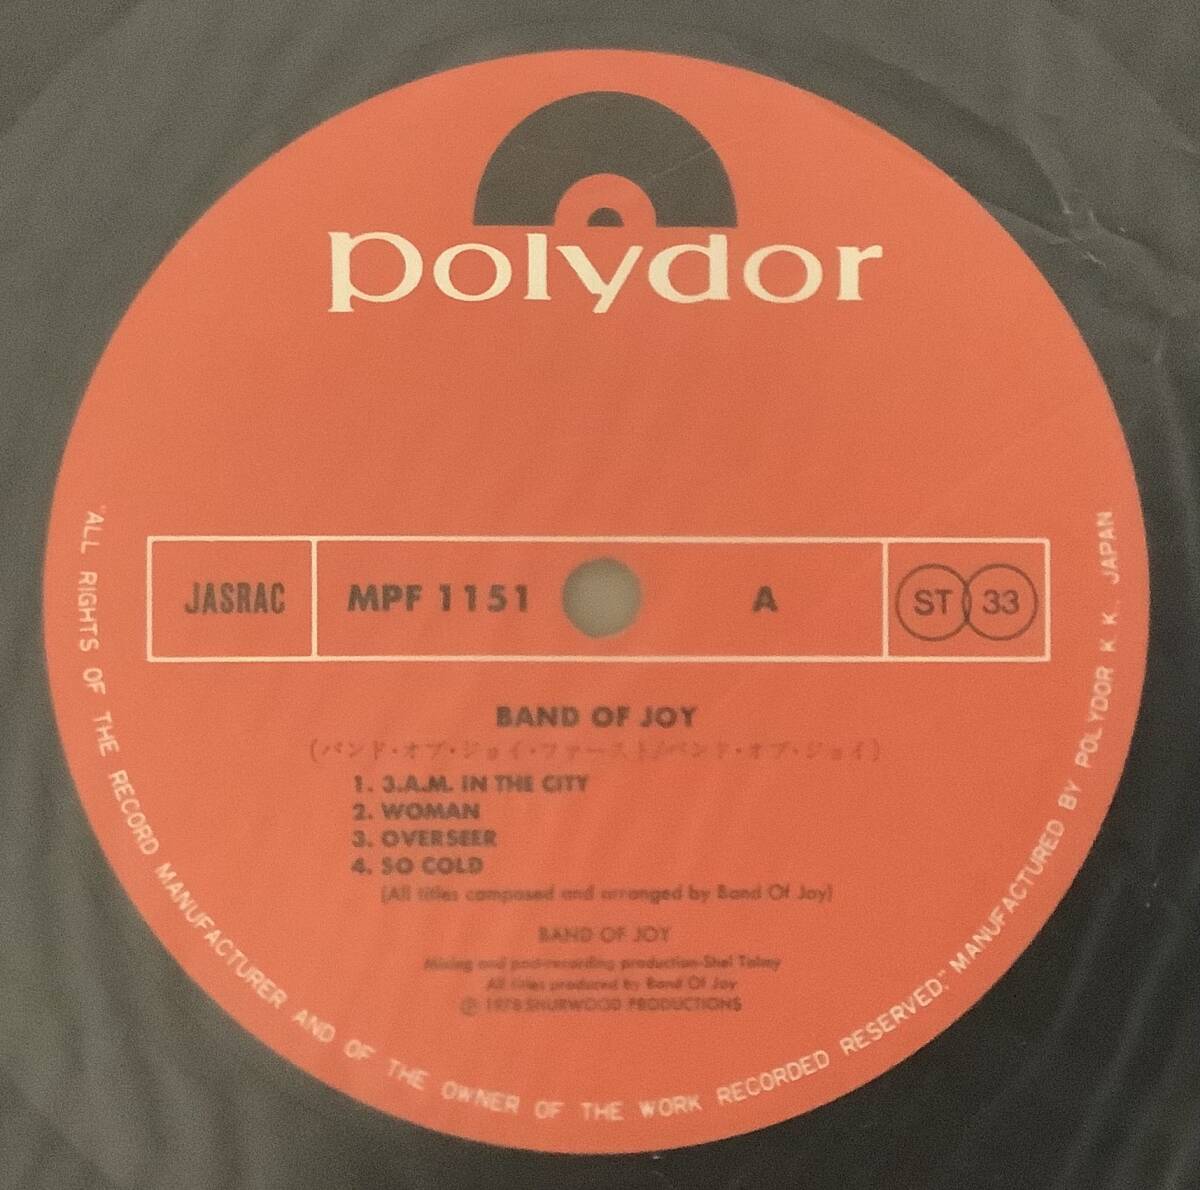 polydor
JASRAC
MPF 1151
A
ST 33
BAND OF JOY
(バンド・オブ・ジョイ・ファースト/バンド・オブ・ジョイ)
1. 3.A.M. IN THE CITY
2. WOMAN
3. OVERSEER
4. SO COLD
(All titles composed and arranged by Band Of Joy)
BAND OF JOY
Mixing and post-recording production-Shel Talmy
All titles produced by Band Of Joy
Ⓟ 1978 SHURWOOD PRODUCTIONS
"ALL RIGHTS OF THE RECORD MANUFACTURER AND OF THE OWNER OF THE WORK RECORDED RESERVED," MANUFACTURED BY POLYDOR K.K. JAPAN